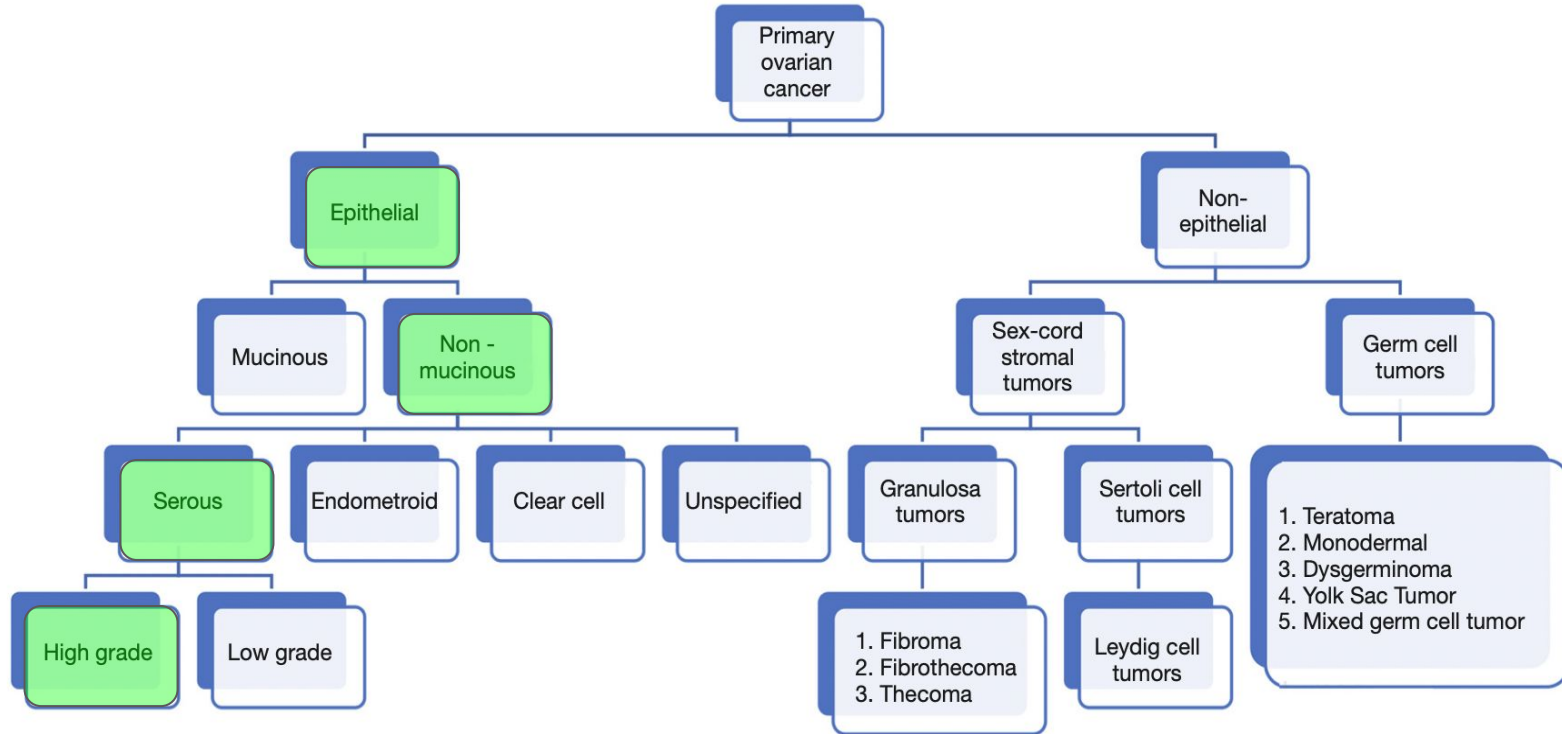 Primary
ovarian
cancer
Epithelial
Non-
epithelial
Mucinous
Non -
mucinous
Sex-cord
stromal
tumors
Germ cell
tumors
Serous
Endometroid
Clear cell
Unspecified
Granulosa
tumors
Sertoli cell
tumors
1. Teratoma
2. Monodermal
3. Dysgerminoma
4. Yolk Sac Tumor
5. Mixed germ cell tumor
High grade
Low grade
1. Fibroma
2. Fibrothecoma
3. Thecoma
Leydig cell
tumors